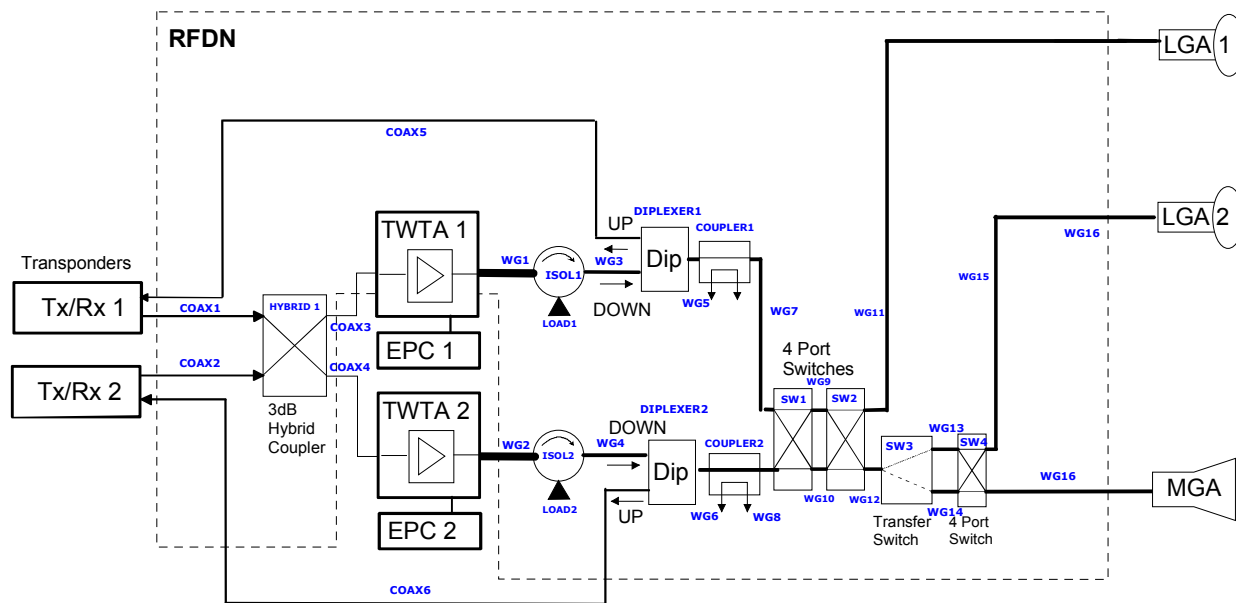 RFDN
LGA 1
COAX5
LGA 2
UP
DIPLEXER1
COUPLER1
TWTA 1
WG1
ISOL1
WG3
Dip
WG16
Transponders
Tx/Rx 1
COAX1
HYBRID 1
COAX3
LOAD1
DOWN
WG5
WG7
WG11
WG15
EPC 1
Tx/Rx 2
COAX2
COAX4
3dB
Hybrid
Coupler
4 Port
Switches
WG9
SW1
SW2
TWTA 2
WG2
ISOL2
WG4
DOWN
DIPLEXER2
COUPLER2
Dip
WG13
SW3
SW4
WG16
MGA
LOAD2
UP
WG6
WG8
WG10
WG12
WG14
EPC 2
Transfer
Switch
4 Port
Switch
COAX6